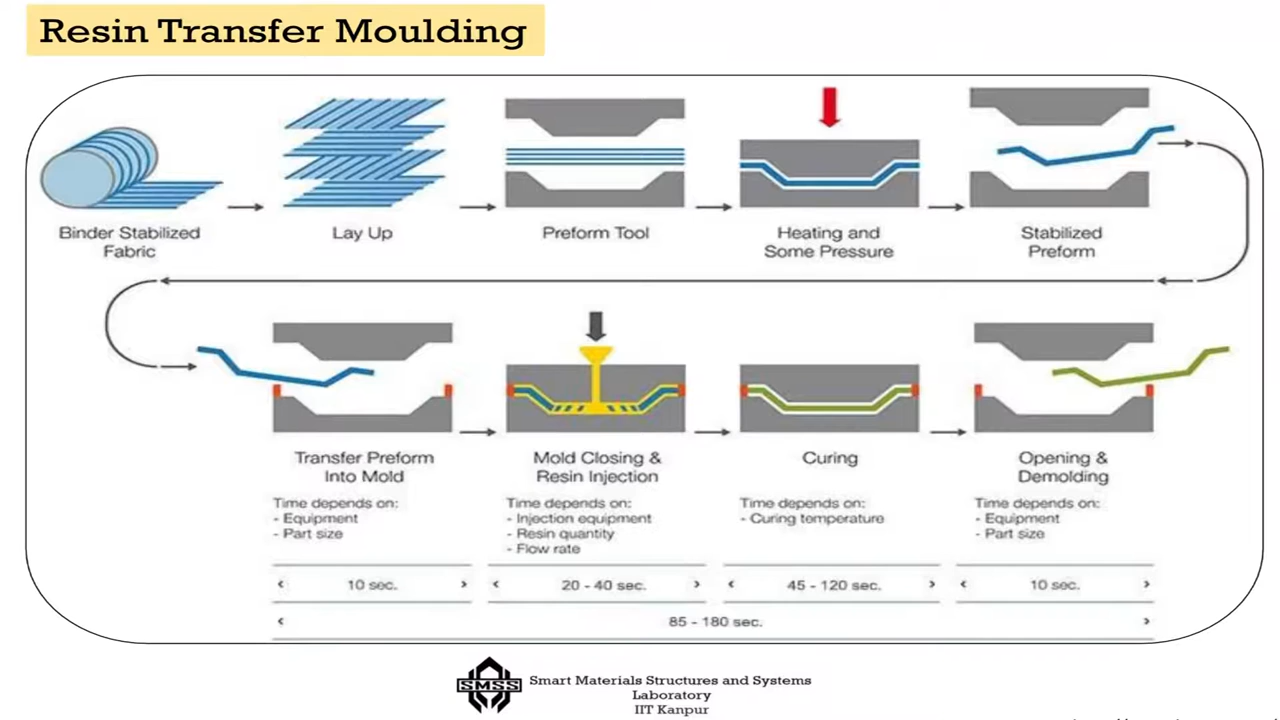 Resin Transfer Moulding
Binder Stabilized
Fabric
Lay Up
Preform Tool
Heating and
Some Pressure
Stabilized
Preform
Transfer Preform
Into Mold
Time depends on:
- Equipment
- Part size
Mold Closing &
Resin Injection
Time depends on:
- Injection equipment
- Resin quantity
- Flow rate
Curing
Time depends on:
- Curing temperature
Opening &
Demolding
Time depends on:
- Equipment
- Part size
10 sec.
20 - 40 sec.
45 - 120 sec.
10 sec.
85 - 180 sec.
SMSS
Smart Materials Structures and Systems
Laboratory
IIT Kanpur